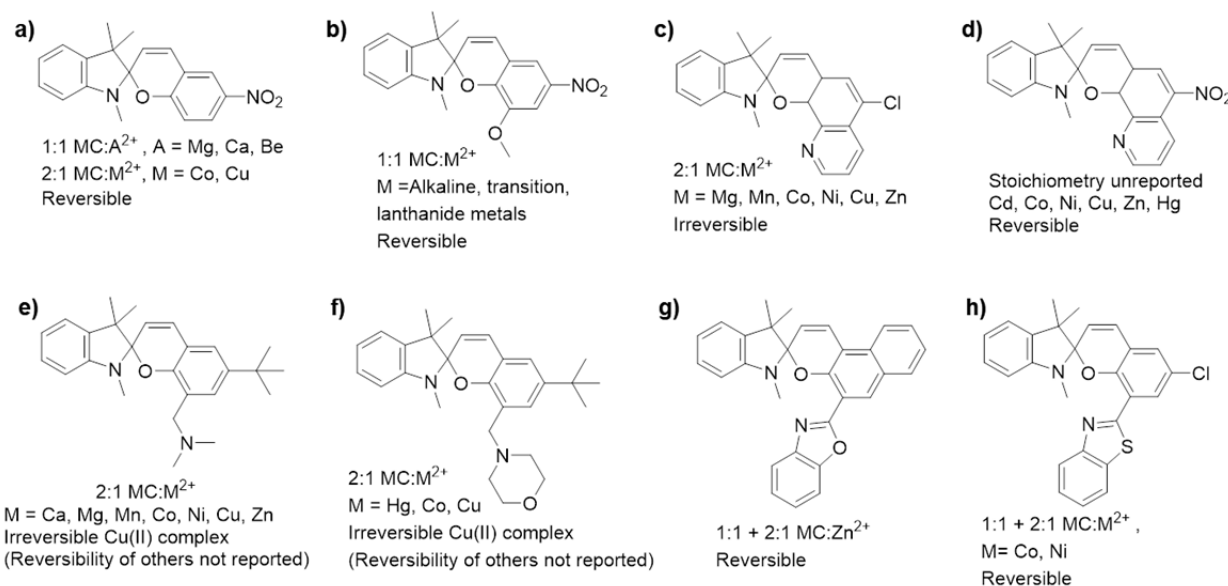 a)
N
O
NO₂
1:1 MC:A²⁺ , A = Mg, Ca, Be
2:1 MC:M²⁺, M = Co, Cu
Reversible
b)
N
O
NO₂
O
1:1 MC:M²⁺
M =Alkaline, transition,
lanthanide metals
Reversible
c)
N
O
Cl
N
2:1 MC:M²⁺
M = Mg, Mn, Co, Ni, Cu, Zn
Irreversible
d)
N
O
NO₂
N
Stoichiometry unreported
Cd, Co, Ni, Cu, Zn, Hg
Reversible
e)
N
O
N
2:1 MC:M²⁺
M = Ca, Mg, Mn, Co, Ni, Cu, Zn
Irreversible Cu(II) complex
(Reversibility of others not reported)
f)
N
O
N
O
2:1 MC:M²⁺
M = Hg, Co, Cu
Irreversible Cu(II) complex
(Reversibility of others not reported)
g)
N
O
N
O
1:1 + 2:1 MC:Zn²⁺
Reversible
h)
N
O
Cl
N
S
1:1 + 2:1 MC:M²⁺ ,
M= Co, Ni
Reversible